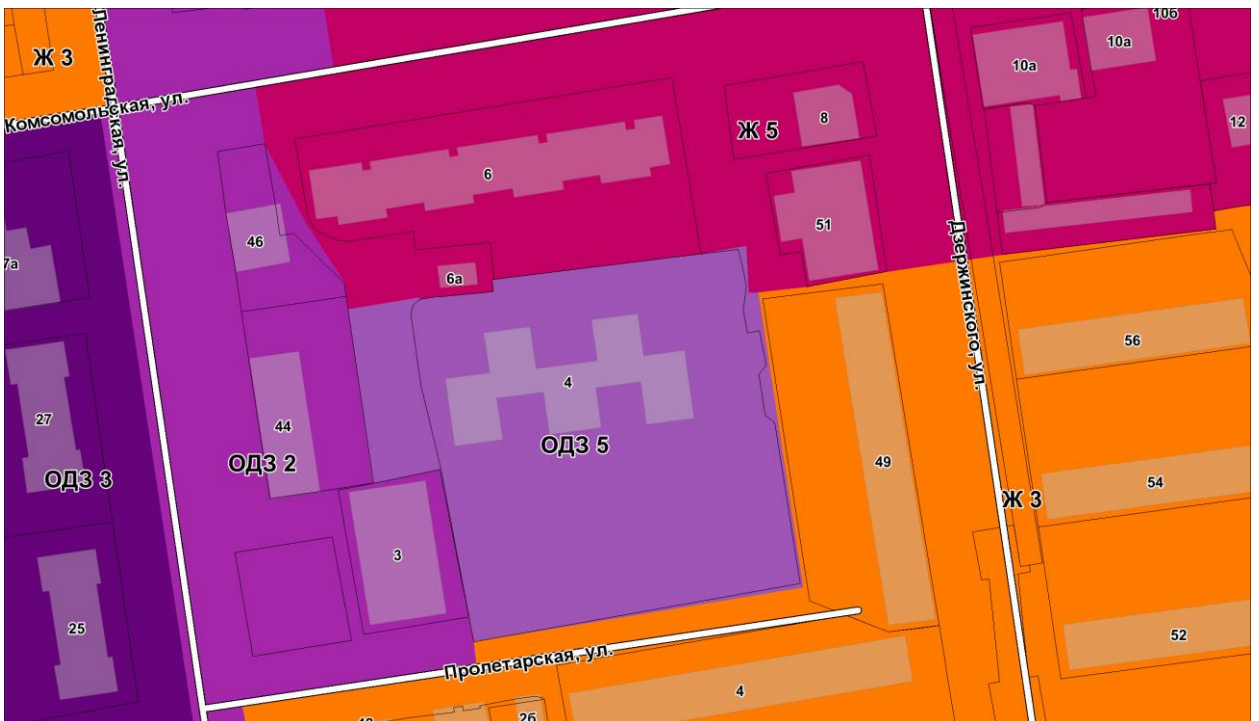 Ж 3
Ленинградская, ул.
Комсомольская, ул.
10б
10а
10а
8
Ж 5
12
6
51
46
7а
6а
Дзержинского, ул.
56
4
27
44
ОДЗ 5
ОДЗ 2
ОДЗ 3
49
54
Ж 3
3
25
52
Пролетарская, ул.
4
2б